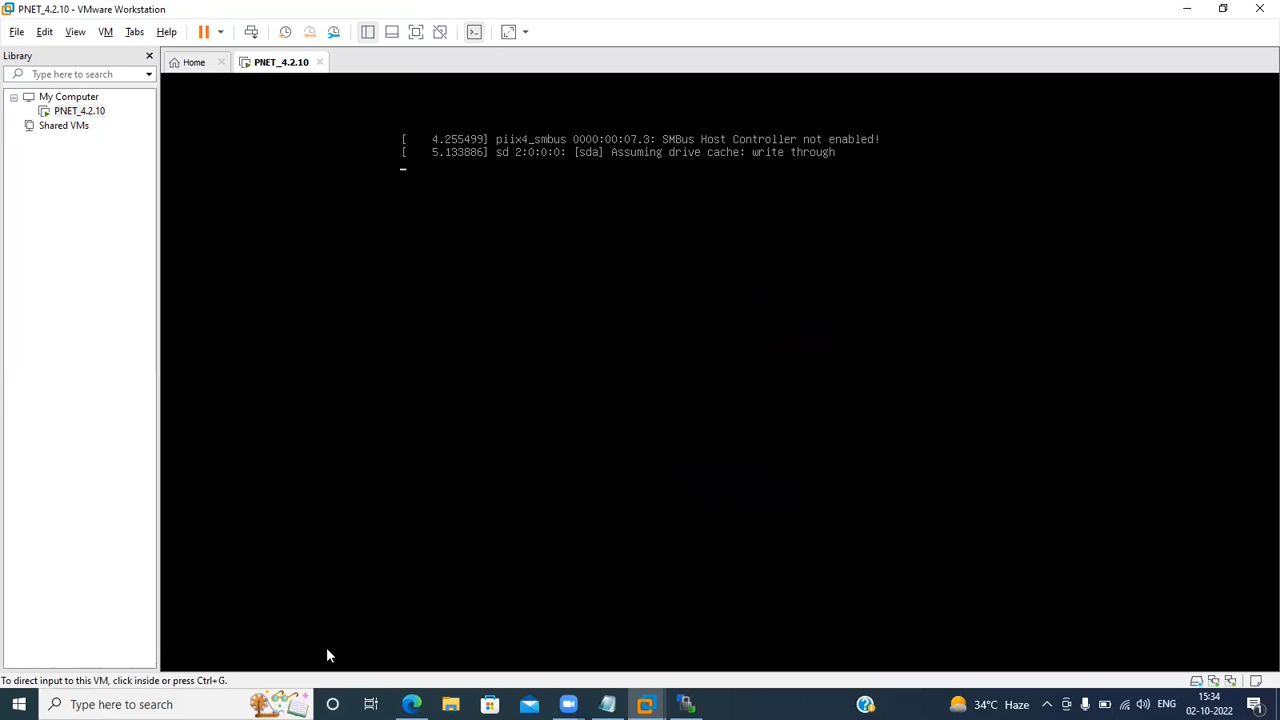 PNET_4.2.10 - VMware Workstation
File Edit View VM Tabs Help
Library
Type here to search
Home
PNET_4.2.10
My Computer
PNET_4.2.10
Shared VMs
[    4.255499] piix4_smbus 0000:00:07.3: SMBus Host Controller not enabled!
[    5.133886] sd 2:0:0:0: [sda] Assuming drive cache: write through
To direct input to this VM, click inside or press Ctrl+G.
Type here to search
34°C Haze
ENG
15:34
02-10-2022
1